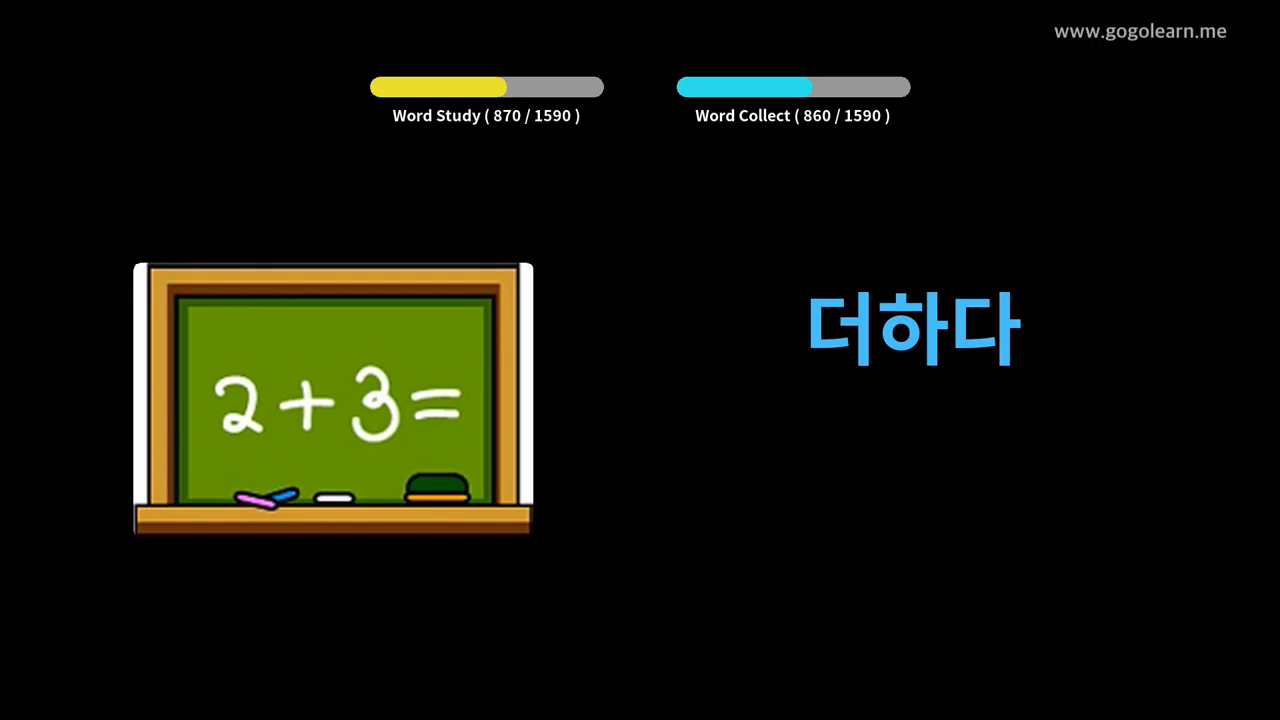 www.gogolearn.me
Word Study ( 870 / 1590 )
Word Collect ( 860 / 1590 )
2 + 3 =
더하다